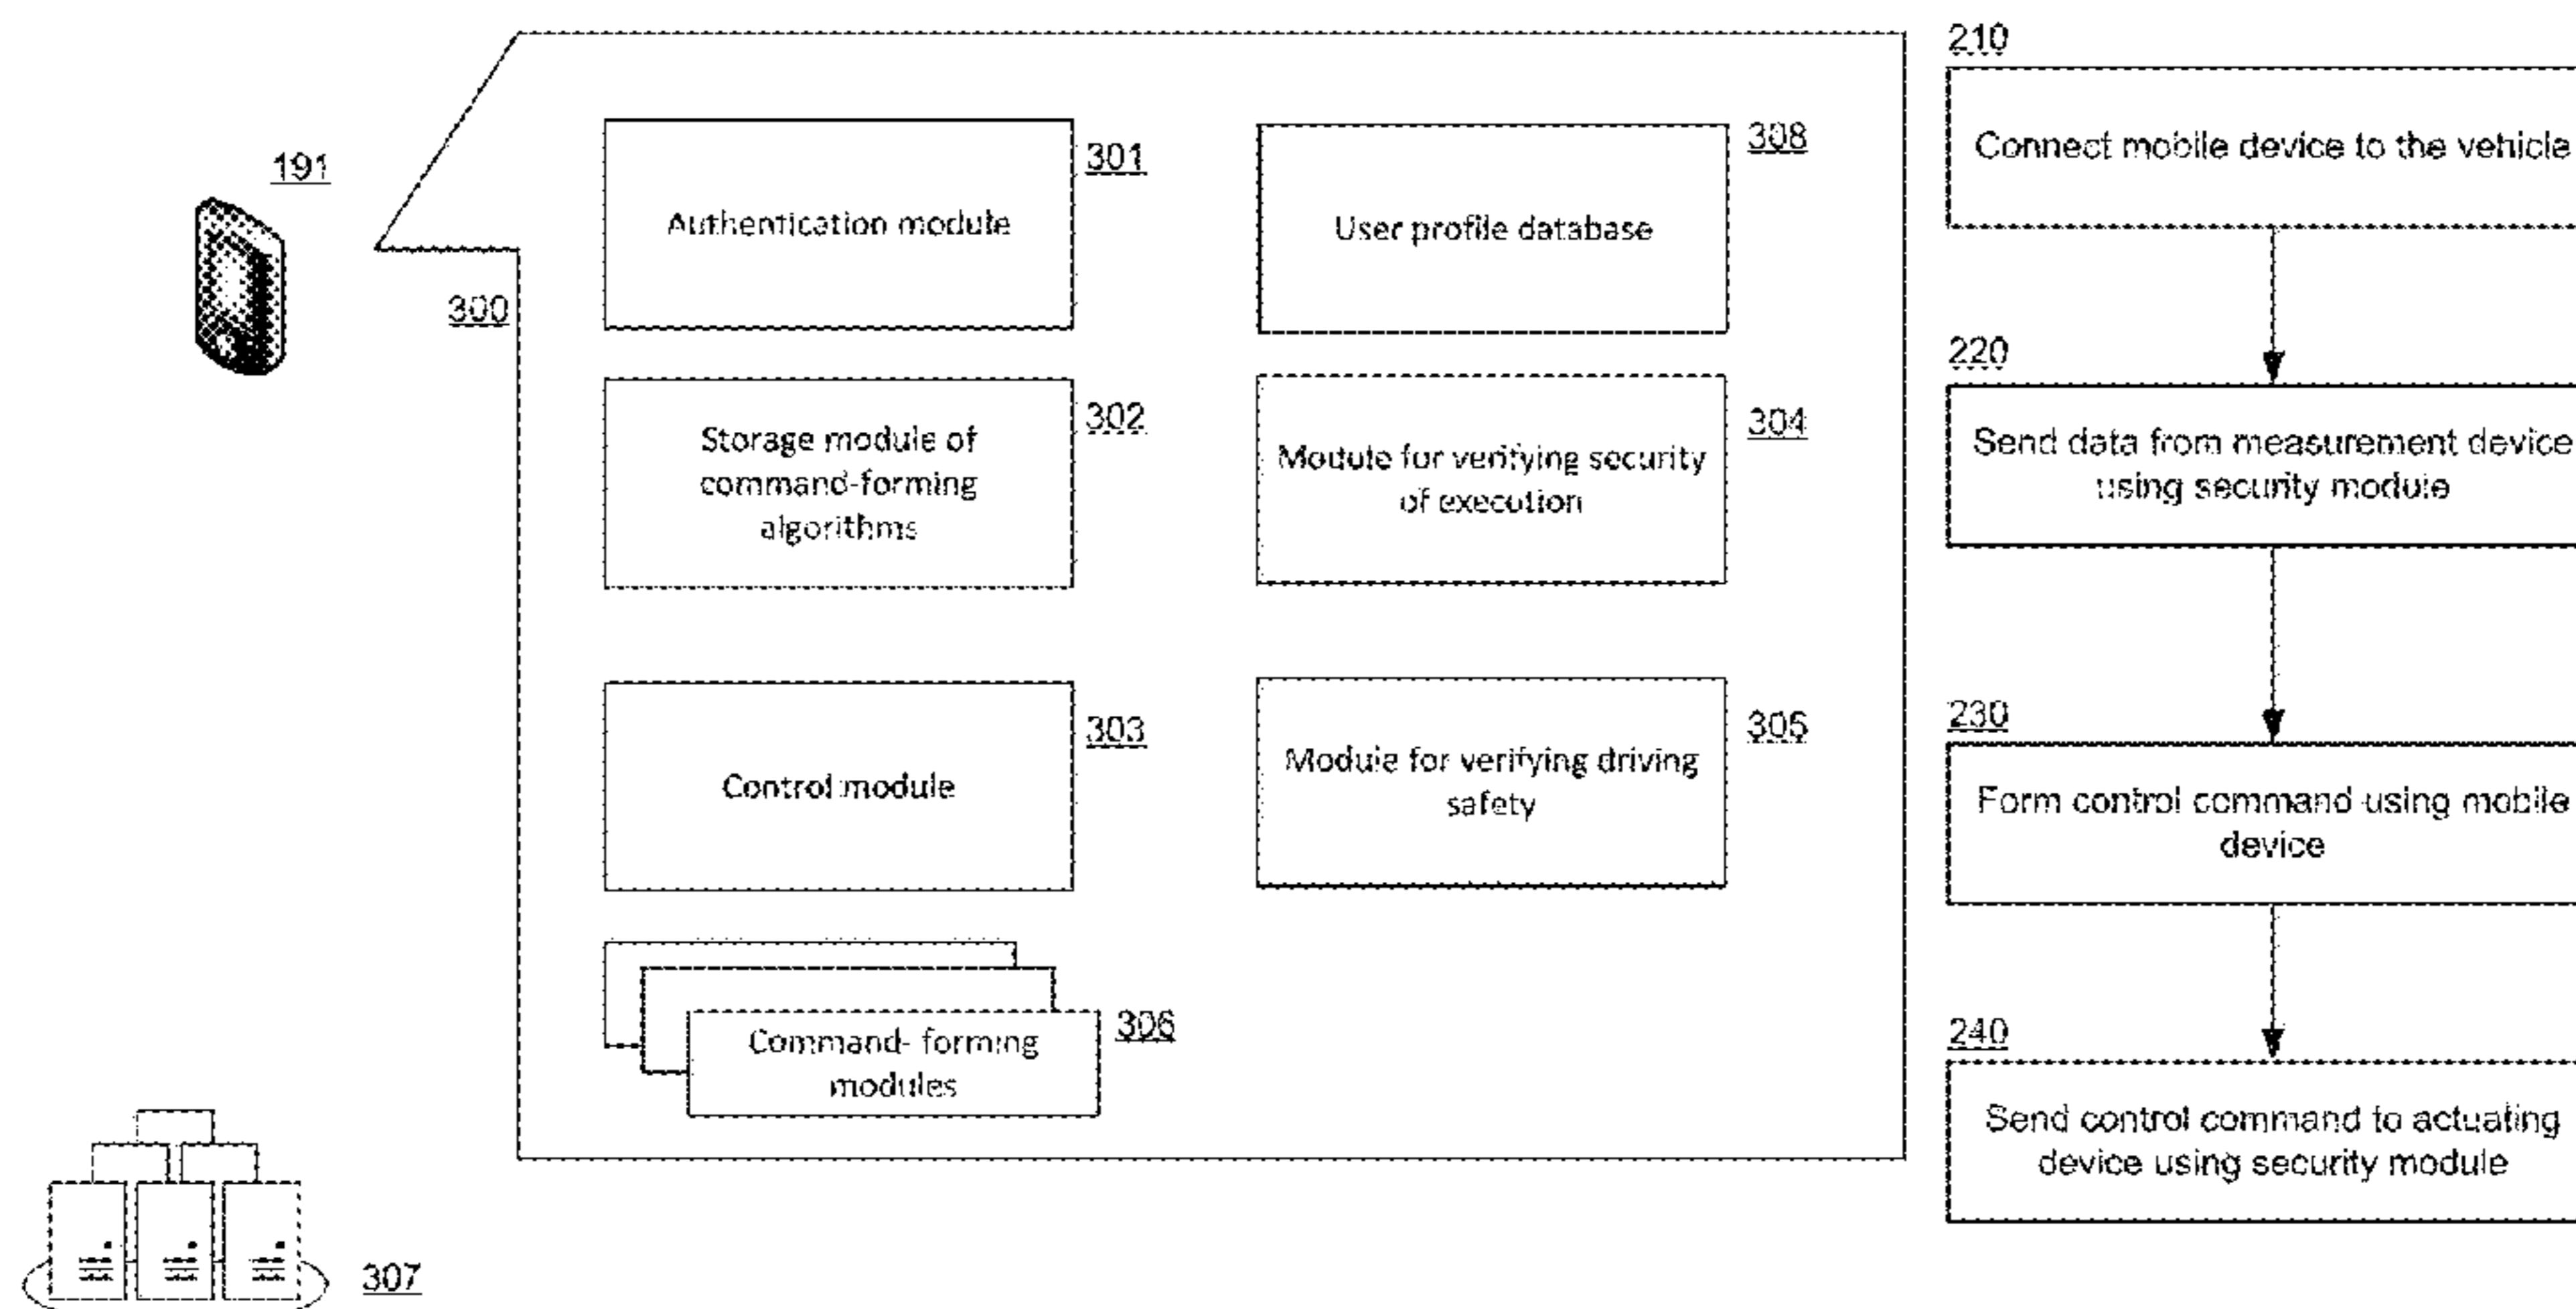 191
300
301
Authentication module
308
User profile database
302
Storage module of
command-forming
algorithms
304
Module for verifying security
of execution
303
Control module
305
Module for verifying driving
safety
306
Command- forming
modules
307
210
Connect mobile device to the vehicle
220
Send data from measurement device
using security module
230
Form control command using mobile
device
240
Send control command to actuating
device using security module